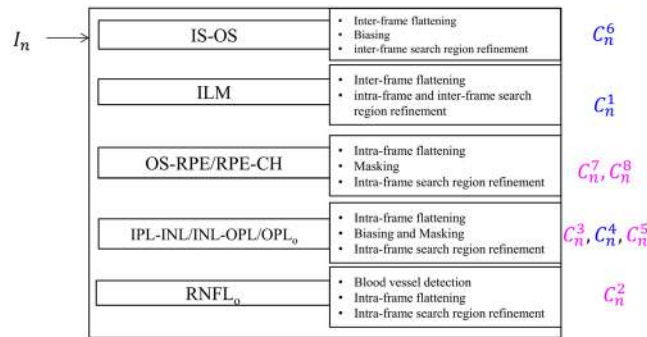 I_n
IS-OS
• Inter-frame flattening
• Biasing
• inter-frame search region refinement
C_n^6
ILM
• Inter-frame flattening
• intra-frame and inter-frame search
region refinement
C_n^1
OS-RPE/RPE-CH
• Intra-frame flattening
• Masking
• Intra-frame search region refinement
C_n^7, C_n^8
IPL-INL/INL-OPL/OPL_o
• Intra-frame flattening
• Biasing and Masking
• Intra-frame search region refinement
C_n^3, C_n^4, C_n^5
RNFL_o
• Blood vessel detection
• Intra-frame flattening
• Intra-frame search region refinement
C_n^2